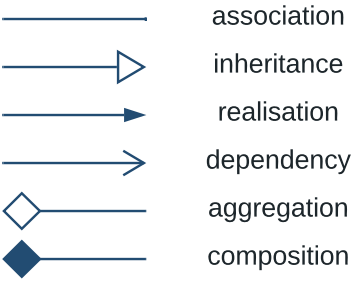 association
inheritance
realisation
dependency
aggregation
composition